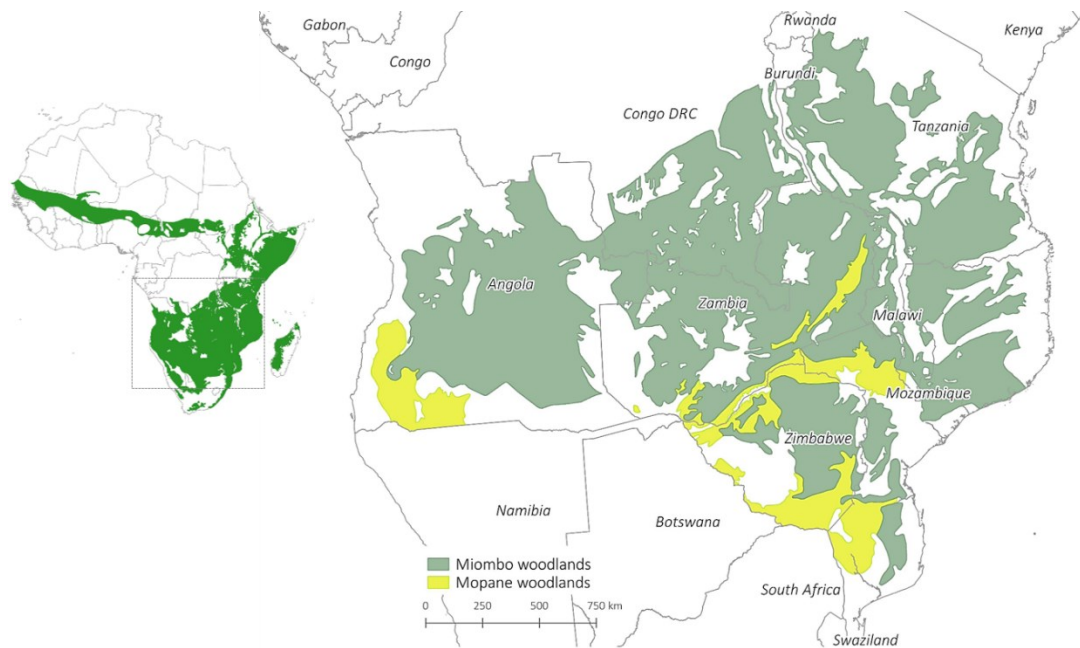 Gabon
Rwanda
Kenya
Congo
Burundi
Congo DRC
Tanzania
Angola
Zambia
Malawi
Mozambique
Zimbabwe
Namibia
Botswana
Miombo woodlands
Mopane woodlands
South Africa
0 250 500 750 km
Swaziland